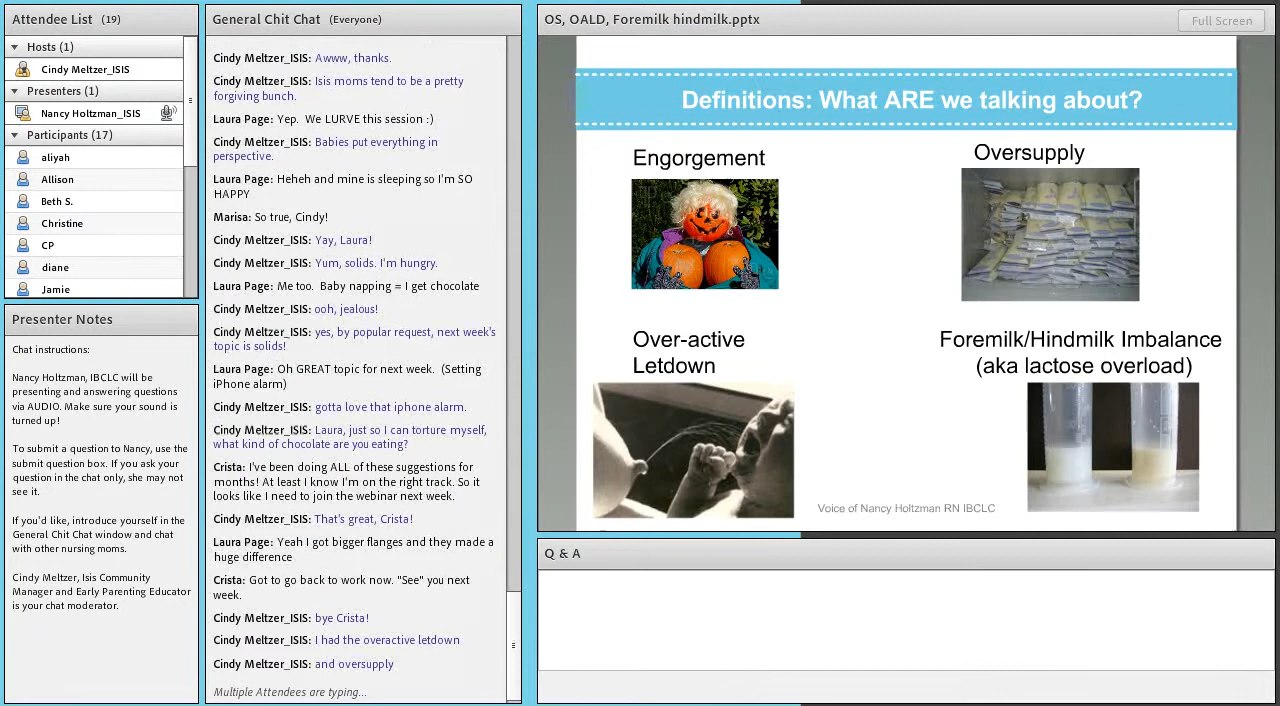 Attendee List (19)
Hosts (1)
Cindy Meltzer_ISIS
Presenters (1)
Nancy Holtzman_ISIS
Participants (17)
aliyah
Allison
Beth S.
Christine
CP
diane
Jamie
Presenter Notes
Chat instructions:
Nancy Holtzman, IBCLC will be
presenting and answering questions
via AUDIO. Make sure your sound is
turned up!
To submit a question to Nancy, use the
submit question box. If you ask your
question in the chat only, she may not
see it.
If you'd like, introduce yourself in the
General Chit Chat window and chat
with other nursing moms.
Cindy Meltzer, Isis Community
Manager and Early Parenting Educator
is your chat moderator.
General Chit Chat (Everyone)
Cindy Meltzer_ISIS: Awww, thanks.
Cindy Meltzer_ISIS: Isis moms tend to be a pretty
forgiving bunch.
Laura Page: Yep. We LURVE this session :)
Cindy Meltzer_ISIS: Babies put everything in
perspective.
Laura Page: Heheh and mine is sleeping so I'm SO
HAPPY
Marisa: So true, Cindy!
Cindy Meltzer_ISIS: Yay, Laura!
Cindy Meltzer_ISIS: Yum, solids. I'm hungry.
Laura Page: Me too. Baby napping = I get chocolate
Cindy Meltzer_ISIS: ooh, jealous!
Cindy Meltzer_ISIS: yes, by popular request, next week's
topic is solids!
Laura Page: Oh GREAT topic for next week. (Setting
iPhone alarm)
Cindy Meltzer_ISIS: gotta love that iphone alarm.
Cindy Meltzer_ISIS: Laura, just so I can torture myself,
what kind of chocolate are you eating?
Crista: I've been doing ALL of these suggestions for
months! At least I know I'm on the right track. So it
looks like I need to join the webinar next week.
Cindy Meltzer_ISIS: That's great, Crista!
Laura Page: Yeah I got bigger flanges and they made a
huge difference
Crista: Got to go back to work now. "See" you next
week.
Cindy Meltzer_ISIS: bye Crista!
Cindy Meltzer_ISIS: I had the overactive letdown
Cindy Meltzer_ISIS: and oversupply
Multiple Attendees are typing...
OS, OALD, Foremilk hindmilk.pptx
Full Screen
Definitions: What ARE we talking about?
Engorgement
Oversupply
Over-active
Letdown
Foremilk/Hindmilk Imbalance
(aka lactose overload)
Voice of Nancy Holtzman RN IBCLC
Q & A